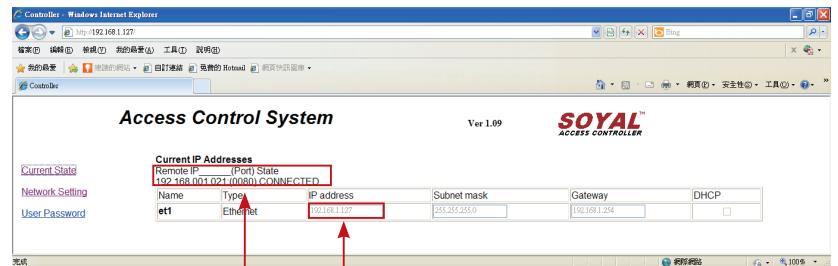 Controller - Windows Internet Explorer
http://192.168.1.127/
Bing
檔案(F) 編輯(E) 檢視(V) 我的最愛(A) 工具(T) 說明(H)
我的最愛 建議的網站 自訂連結 免費的 Hotmail 網頁快訊圖庫
Controller
網頁(P) 安全性(S) 工具(O)
Access Control System
Ver 1.09
SOYAL™
ACCESS CONTROLLER
Current State
Network Setting
User Password
Current IP Addresses
Remote IP______(Port) State
192.168.001.021:(0080) CONNECTED
Name Type IP address Subnet mask Gateway DHCP
et1 Ethernet 192.168.1.127 255.255.255.0 192.168.1.254
完成
網際網路
100%